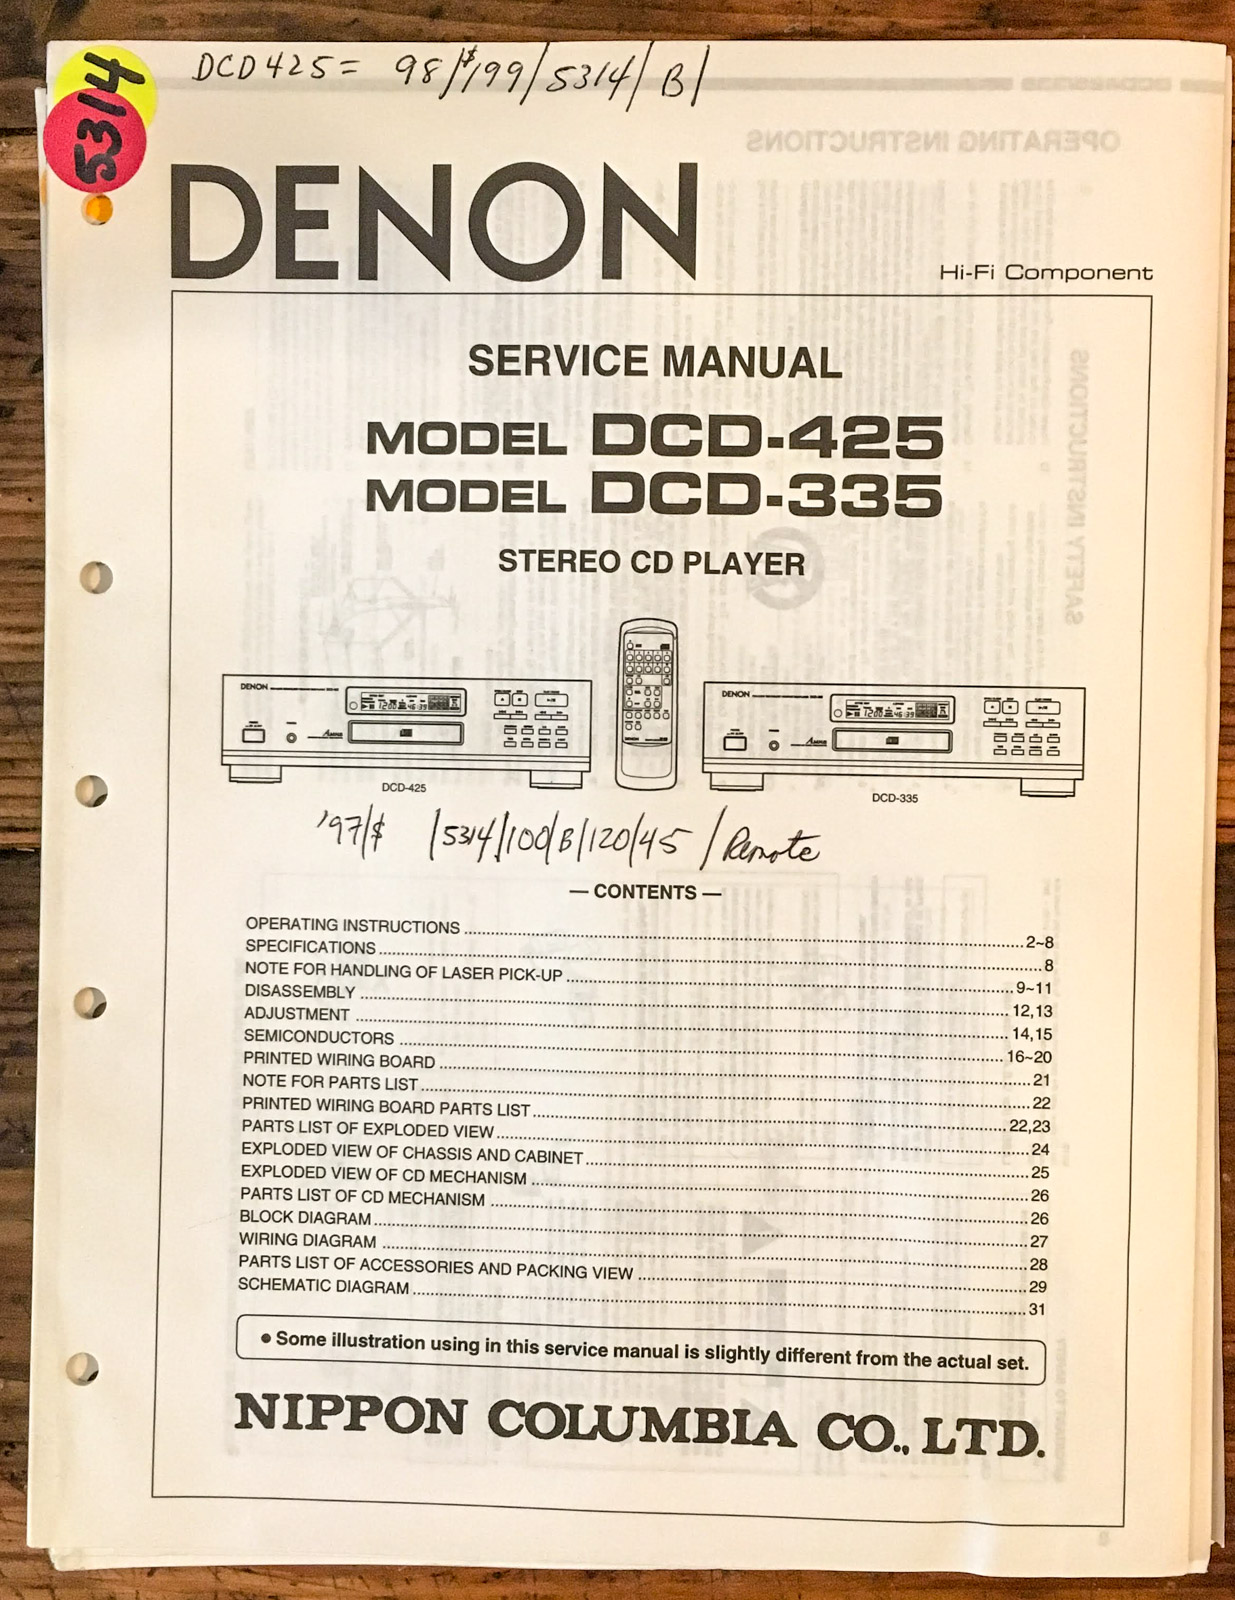 DCD425= 98/$199/5314/B/
5314
OPERATING INSTRUCTIONS
DENON
Hi-Fi Component
SERVICE MANUAL
MODEL DCD-425
MODEL DCD-335
STEREO CD PLAYER
SAFETY INSTRUCTIONS
DENON
DENON
DCD-425
DCD-335
'97/$ /5314/100/B/120/45 /Remote
— CONTENTS —
OPERATING INSTRUCTIONS 2~8
SPECIFICATIONS 8
NOTE FOR HANDLING OF LASER PICK-UP 9~11
DISASSEMBLY 12,13
ADJUSTMENT 14,15
SEMICONDUCTORS 16~20
PRINTED WIRING BOARD 21
NOTE FOR PARTS LIST 22
PRINTED WIRING BOARD PARTS LIST 22,23
PARTS LIST OF EXPLODED VIEW 24
EXPLODED VIEW OF CHASSIS AND CABINET 25
EXPLODED VIEW OF CD MECHANISM 26
PARTS LIST OF CD MECHANISM 26
BLOCK DIAGRAM 27
WIRING DIAGRAM 28
PARTS LIST OF ACCESSORIES AND PACKING VIEW 29
SCHEMATIC DIAGRAM 31
● Some illustration using in this service manual is slightly different from the actual set.
NIPPON COLUMBIA CO., LTD.